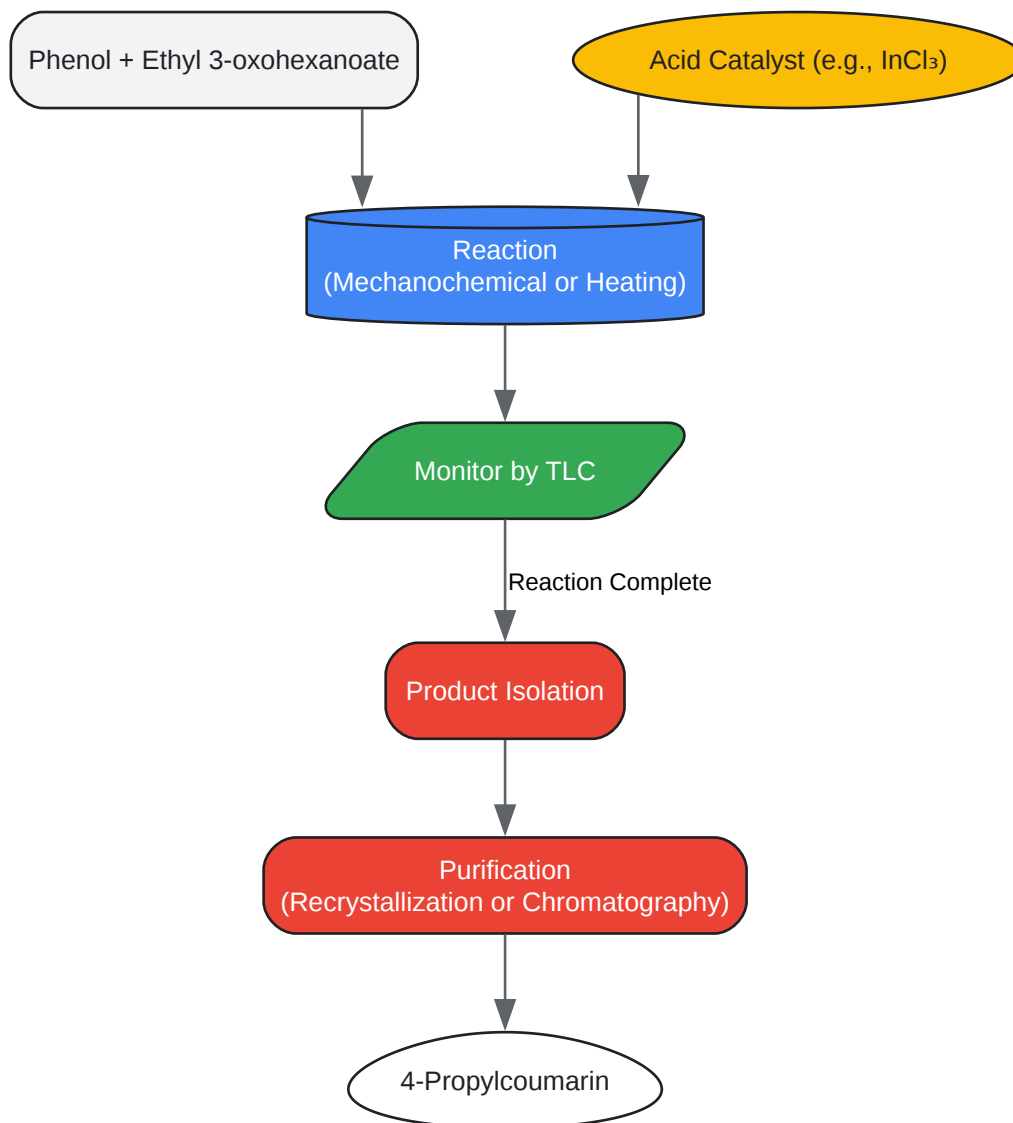 Phenol + Ethyl 3-oxohexanoate
Acid Catalyst (e.g., InCl₃)
Reaction
(Mechanochemical or Heating)
Monitor by TLC
Reaction Complete
Product Isolation
Purification
(Recrystallization or Chromatography)
4-Propylcoumarin